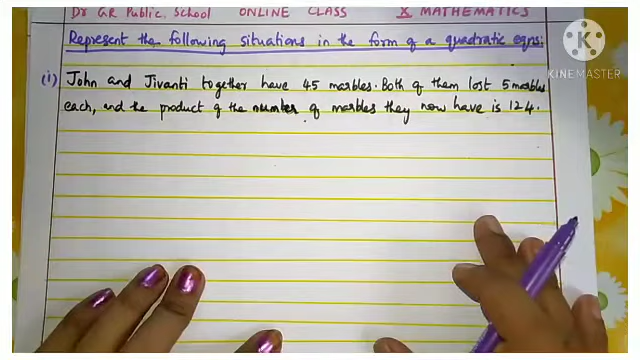 Dr GR Public, School ONLINE CLASS X MATHEMATICS
KINEMASTER
Represent the following situations in the form of a quadratic eqns:
(i) John and Jivanti together have 45 marbles. Both of them lost 5 marbles
each, and the product of the number of marbles they now have is 124.